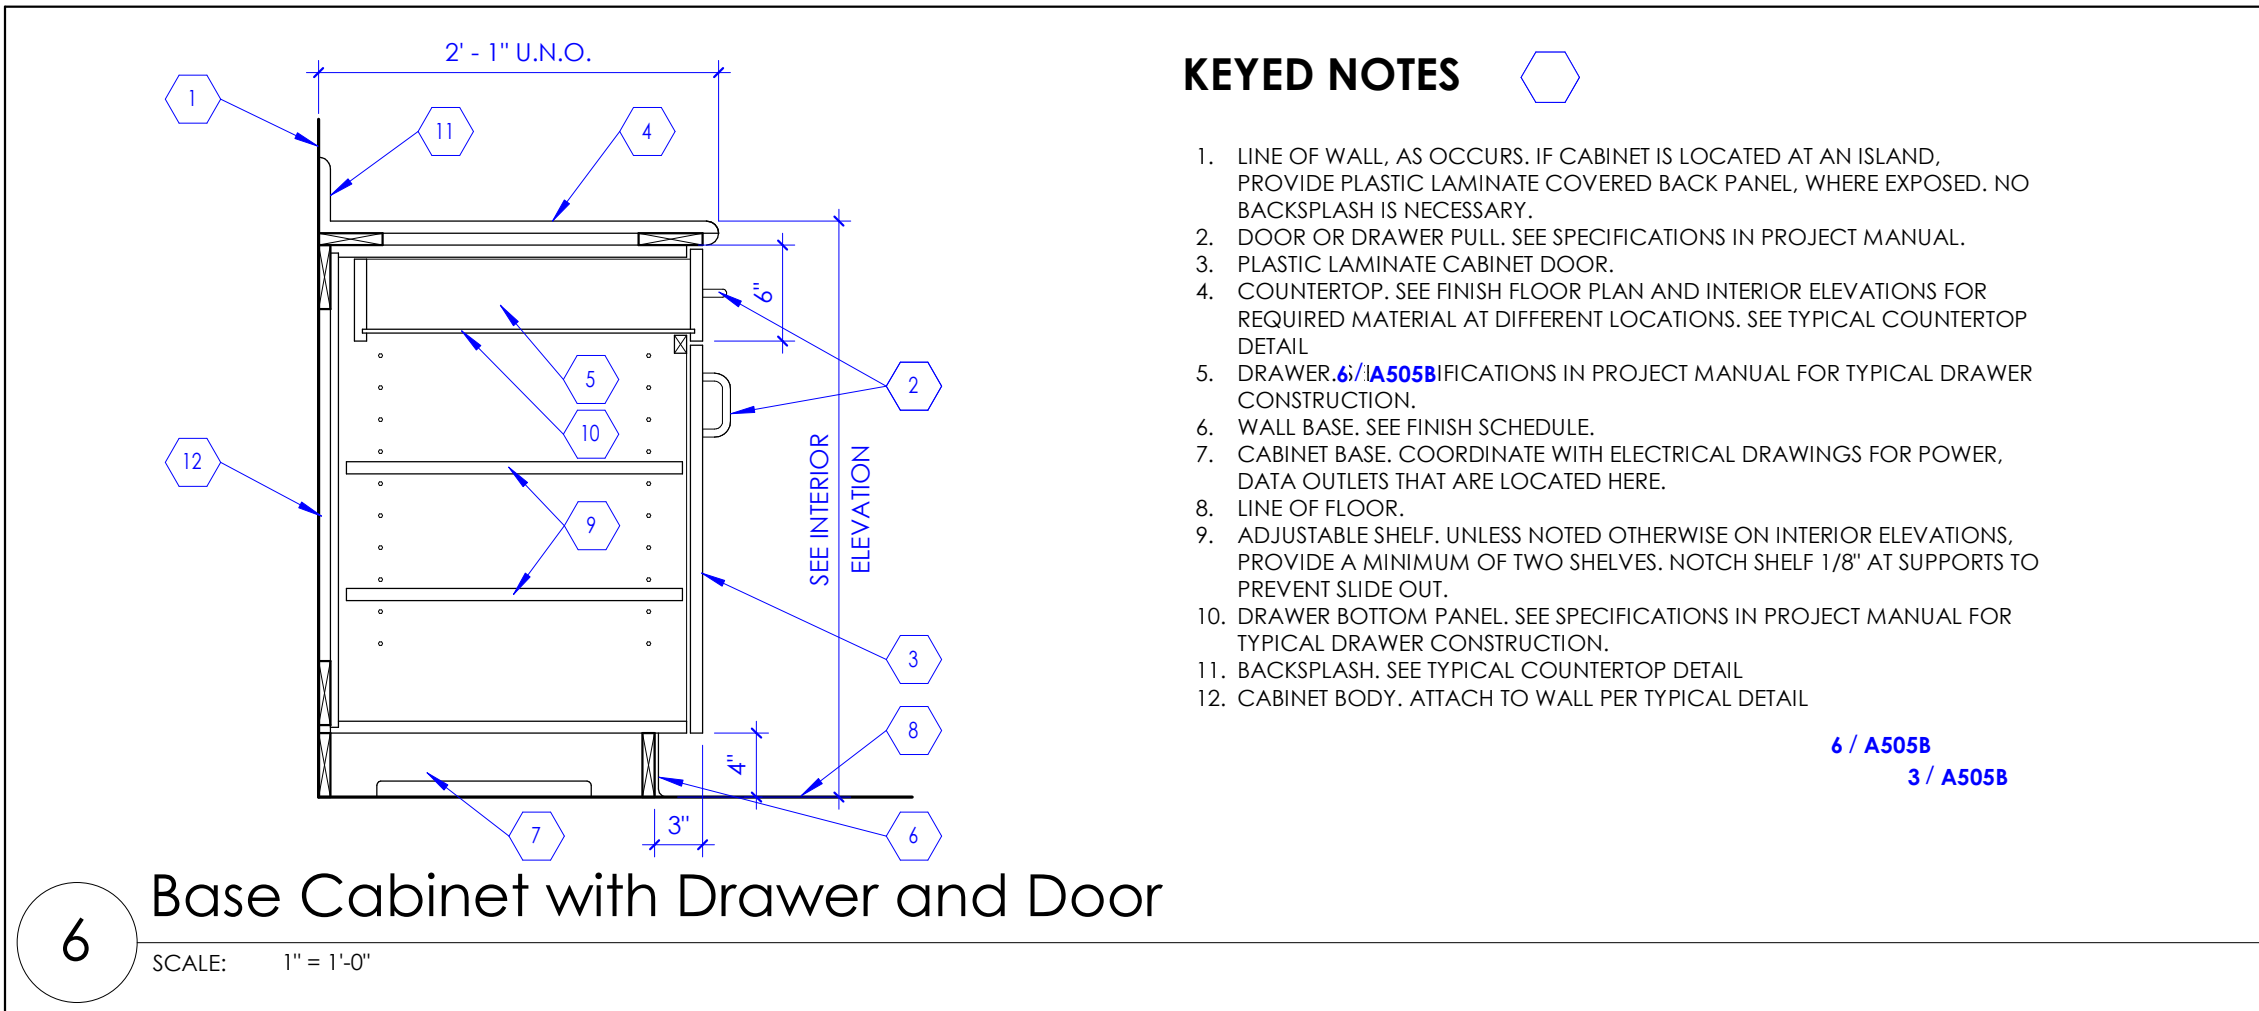 2' - 1" U.N.O.
1
11
4
6"
5
2
10
12
SEE INTERIOR
ELEVATION
9
3
8
4"
7
3"
6
KEYED NOTES
1. LINE OF WALL, AS OCCURS. IF CABINET IS LOCATED AT AN ISLAND,
PROVIDE PLASTIC LAMINATE COVERED BACK PANEL, WHERE EXPOSED. NO
BACKSPLASH IS NECESSARY.
2. DOOR OR DRAWER PULL. SEE SPECIFICATIONS IN PROJECT MANUAL.
3. PLASTIC LAMINATE CABINET DOOR.
4. COUNTERTOP. SEE FINISH FLOOR PLAN AND INTERIOR ELEVATIONS FOR
REQUIRED MATERIAL AT DIFFERENT LOCATIONS. SEE TYPICAL COUNTERTOP
DETAIL
5. DRAWER. 6 / A505B IFICATIONS IN PROJECT MANUAL FOR TYPICAL DRAWER
CONSTRUCTION.
6. WALL BASE. SEE FINISH SCHEDULE.
7. CABINET BASE. COORDINATE WITH ELECTRICAL DRAWINGS FOR POWER,
DATA OUTLETS THAT ARE LOCATED HERE.
8. LINE OF FLOOR.
9. ADJUSTABLE SHELF. UNLESS NOTED OTHERWISE ON INTERIOR ELEVATIONS,
PROVIDE A MINIMUM OF TWO SHELVES. NOTCH SHELF 1/8" AT SUPPORTS TO
PREVENT SLIDE OUT.
10. DRAWER BOTTOM PANEL. SEE SPECIFICATIONS IN PROJECT MANUAL FOR
TYPICAL DRAWER CONSTRUCTION.
11. BACKSPLASH. SEE TYPICAL COUNTERTOP DETAIL
12. CABINET BODY. ATTACH TO WALL PER TYPICAL DETAIL
6 / A505B
3 / A505B
6
Base Cabinet with Drawer and Door
SCALE: 1" = 1'-0"